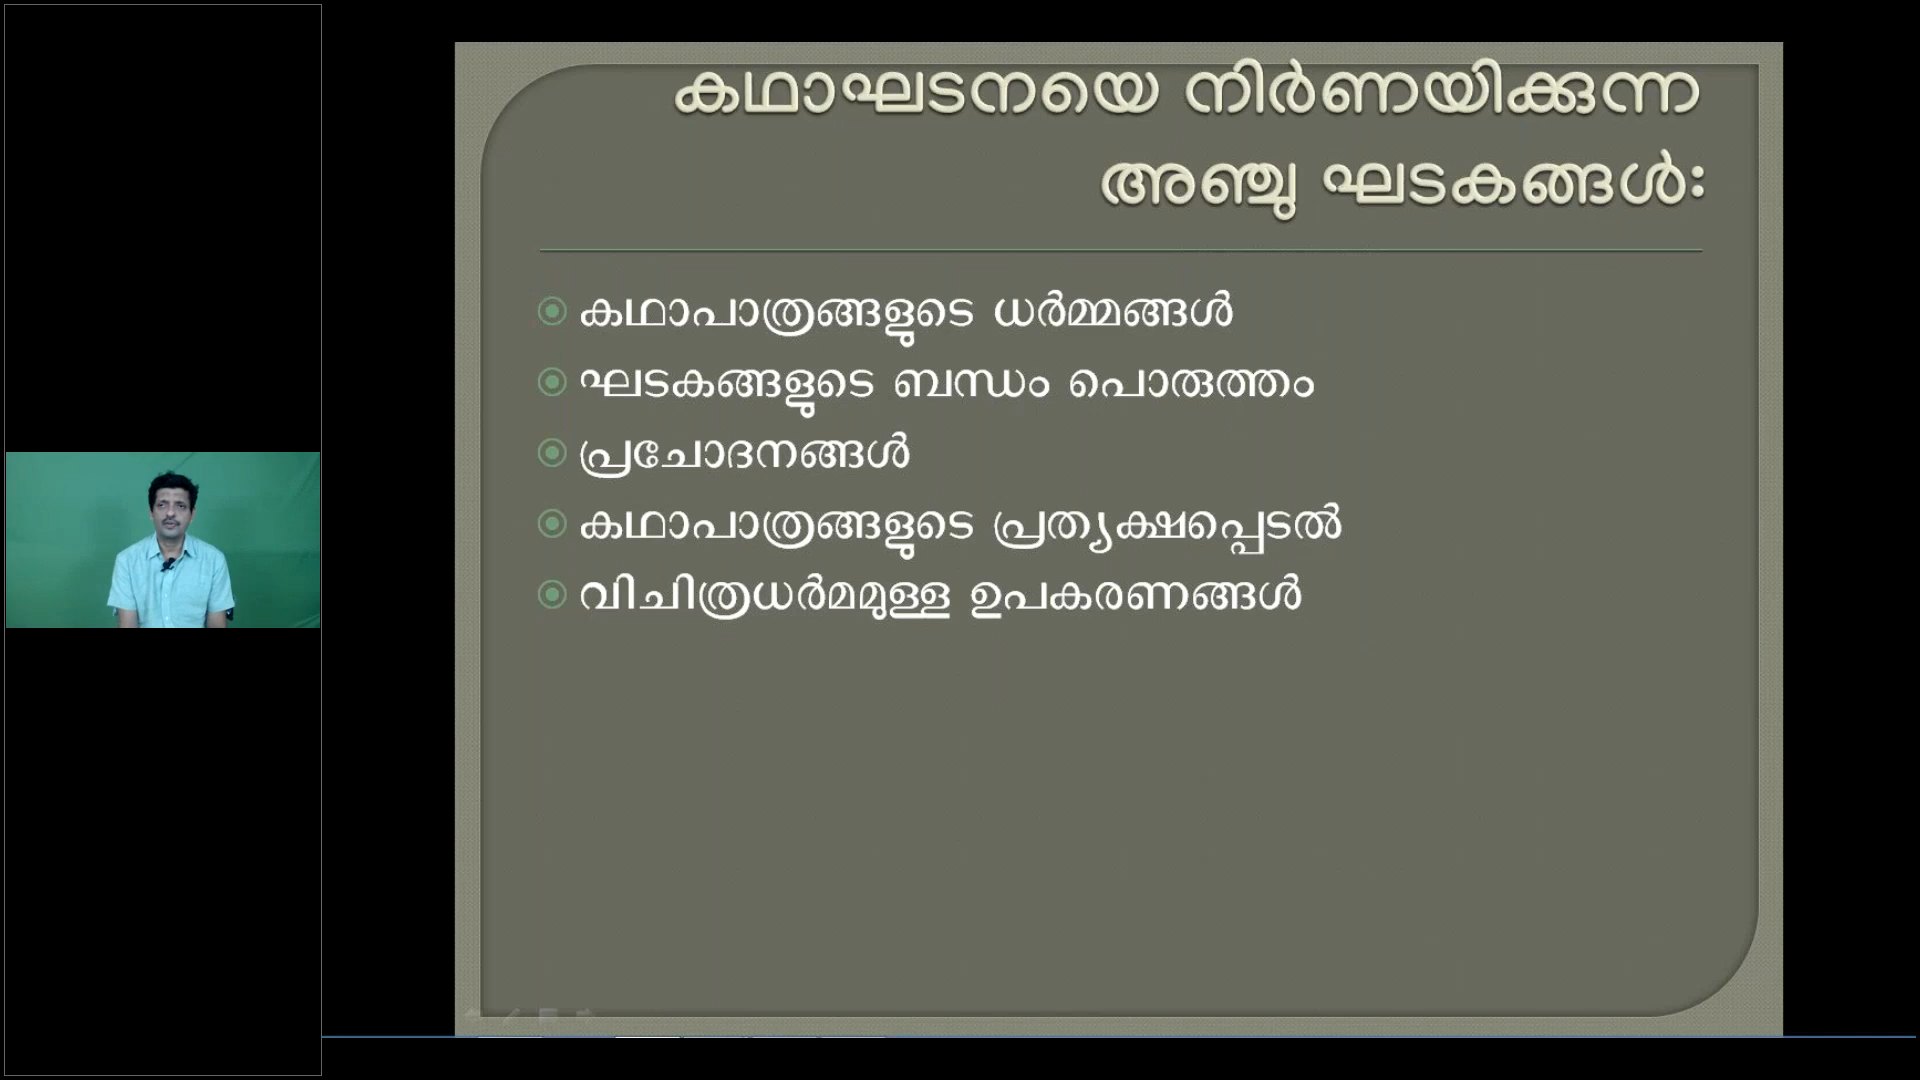 കഥാഘടനയെ നിർണയിക്കുന്ന
അഞ്ചു ഘടകങ്ങൾ:
കഥാപാത്രങ്ങളുടെ ധർമ്മങ്ങൾ
ഘടകങ്ങളുടെ ബന്ധം പൊരുത്തം
പ്രചോദനങ്ങൾ
കഥാപാത്രങ്ങളുടെ പ്രത്യക്ഷപ്പെടൽ
വിചിത്രധർമമുള്ള ഉപകരണങ്ങൾ